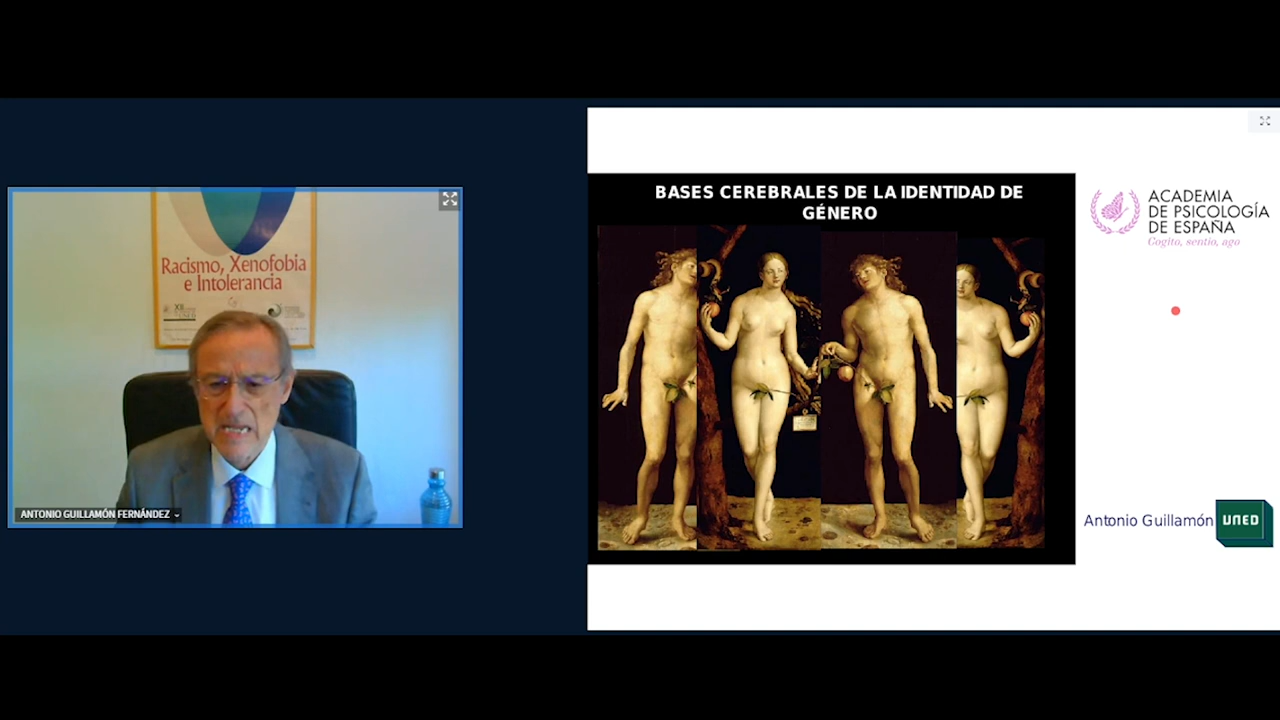 Racismo, Xenofobia
e Intolerancia
ANTONIO GUILLAMÓN FERNÁNDEZ
BASES CEREBRALES DE LA IDENTIDAD DE
GÉNERO
ACADEMIA
DE PSICOLOGÍA
DE ESPAÑA
Cogito, sentio, ago
Antonio Guillamón
UNED